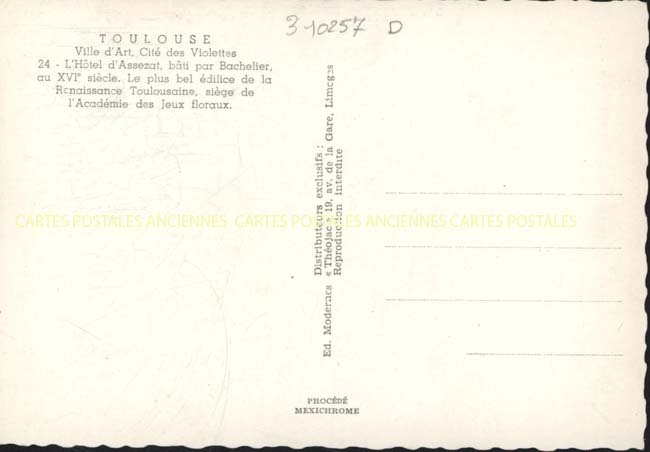 3 10257 D
TOULOUSE
Ville d'Art, Cité des Violettes
24 - L'Hôtel d'Assezat, bâti par Bachelier,
au XVIe siècle. Le plus bel édifice de la
Renaissance Toulousaine, siège de
l'Académie des Jeux floraux.
Distributeurs exclusifs :
Ed. Modernes « Théojac » 19, av. de la Gare, Limoges
Reproduction interdite
CARTES POSTALES ANCIENNES CARTES POSTALES ANCIENNES CARTES POSTALES ANCIENNES
PROCÉDÉ
MEXICHROME